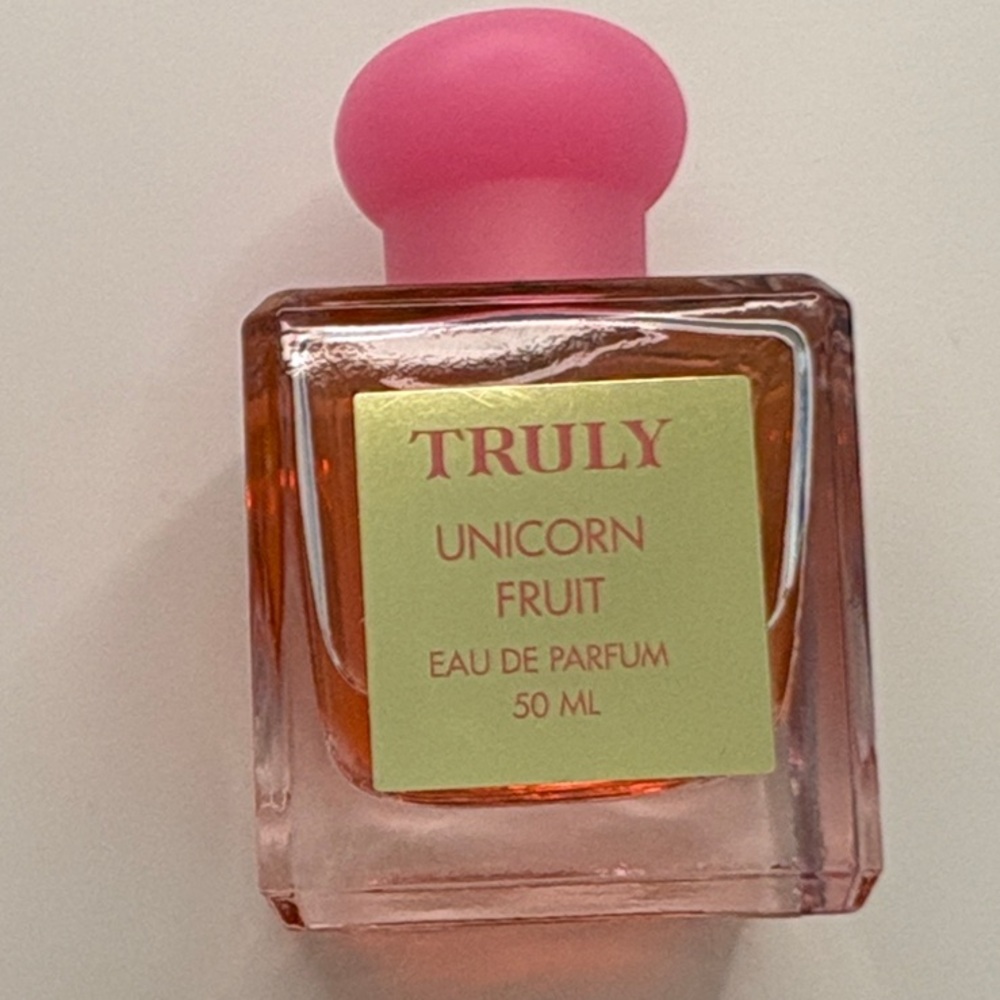 TRULY
UNICORN
FRUIT
EAU DE PARFUM
50 ML